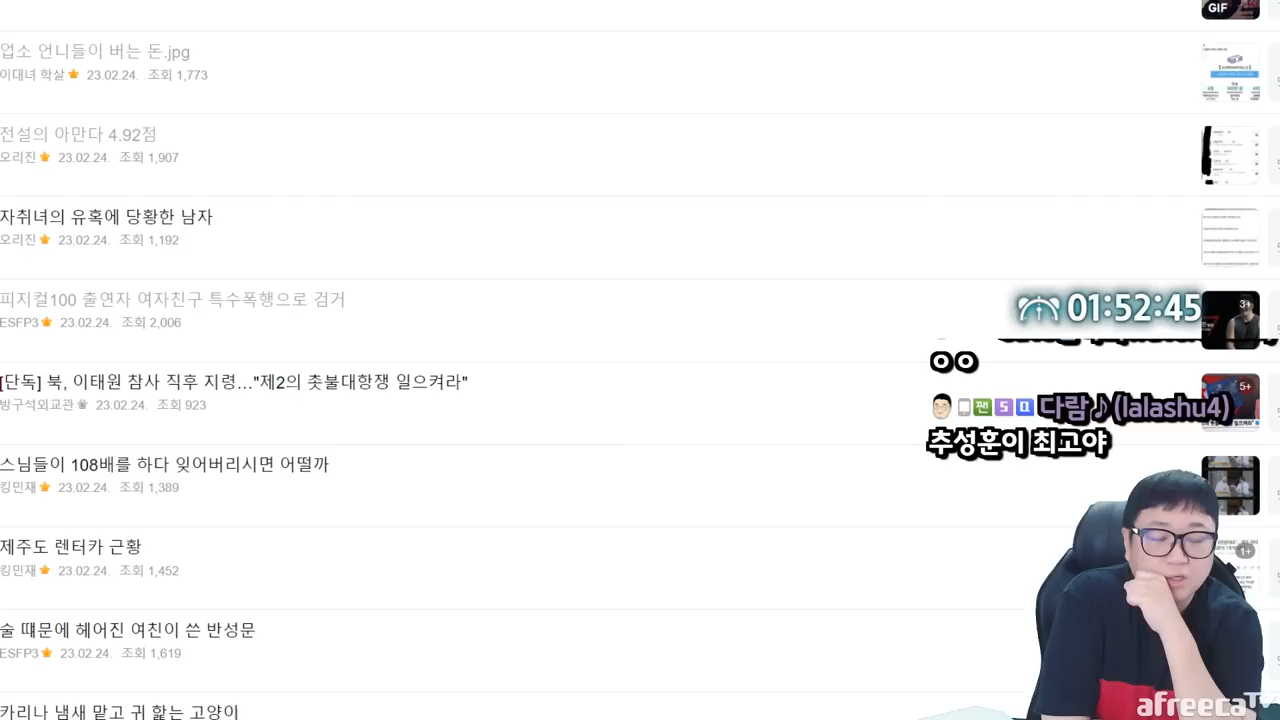 GIF
업소 언니들이 버는 돈.jpg
이대녀 학살 23.02.24. 조회 1,773
전설의 아만다 4.92점
오리진 23.02.24. 조회 1,907
자취녀의 유혹에 당황한 남자
오리진 23.02.24. 조회 1,192
피지컬100 출연자 여자친구 특수폭행으로 검거
ESFP3 23.02.24. 조회 2,006
01:52:45
3+
ㅇㅇ
[단독] 북, 이태원 참사 직후 지령..."제2의 촛불대항쟁 일으켜라"
방구석외교관 23.02.24. 조회 923
5+
팬 5 다람♪(lalashu4)
추성훈이 최고야
스님들이 108배를 하다 잊어버리시면 어떨까
킹민재 23.02.24. 조회 1,389
제주도 렌터카 근황
킹민재 23.02.24. 조회 1,452
1+
술 떄문에 헤어진 여친이 쓴 반성문
ESFP3 23.02.24. 조회 1,619
카리나 냄새 맡고 귀 핥는 고양이
afreecaTV